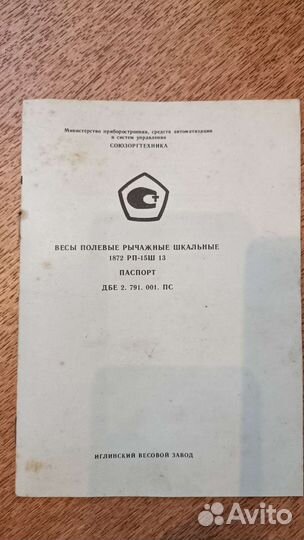 Министерство приборостроения, средств автоматизации
и систем управления
СОЮЗОРГТЕХНИКА
ВЕСЫ ПОЛЕВЫЕ РЫЧАЖНЫЕ ШКАЛЬНЫЕ
1872 РП-15Ш 13
ПАСПОРТ
ДБЕ 2. 791. 001. ПС
ИГЛИНСКИЙ ВЕСОВОЙ ЗАВОД
Avito